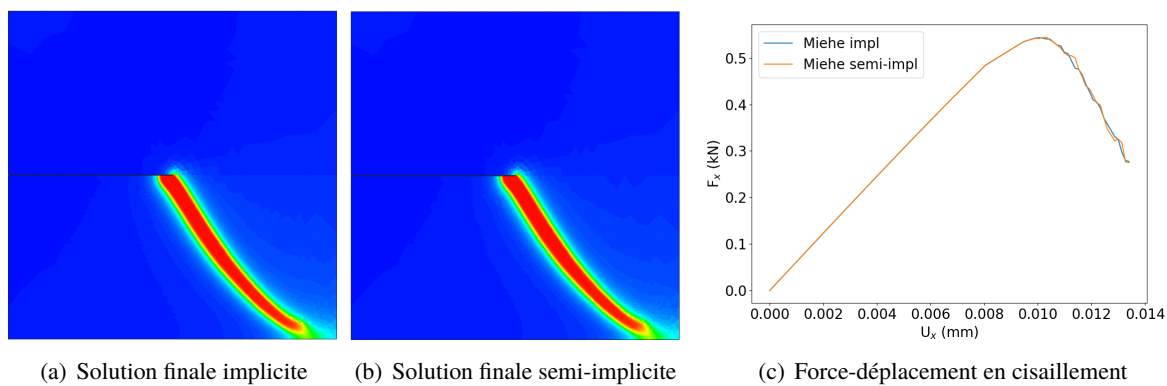 Miehe impl
Miehe semi-impl
F_x (kN)
0.5
0.4
0.3
0.2
0.1
0.0
0.000 0.002 0.004 0.006 0.008 0.010 0.012 0.014
U_x (mm)
(a) Solution finale implicite
(b) Solution finale semi-implicite
(c) Force-déplacement en cisaillement